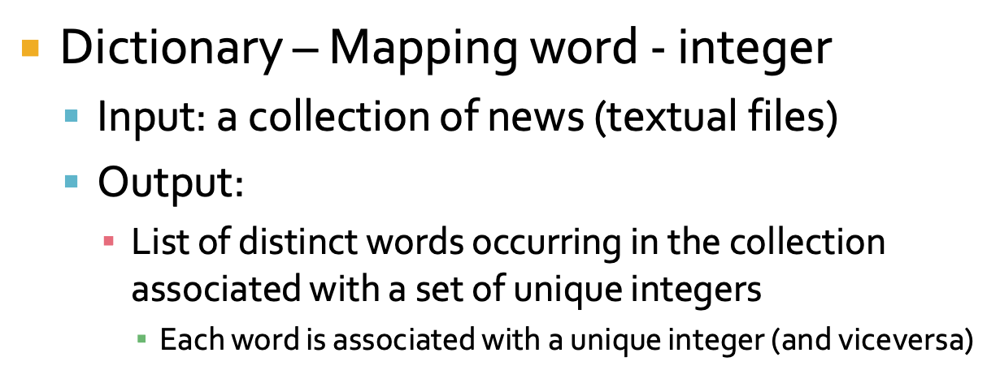 Dictionary – Mapping word - integer
Input: a collection of news (textual files)
Output:
List of distinct words occurring in the collection
associated with a set of unique integers
Each word is associated with a unique integer (and viceversa)